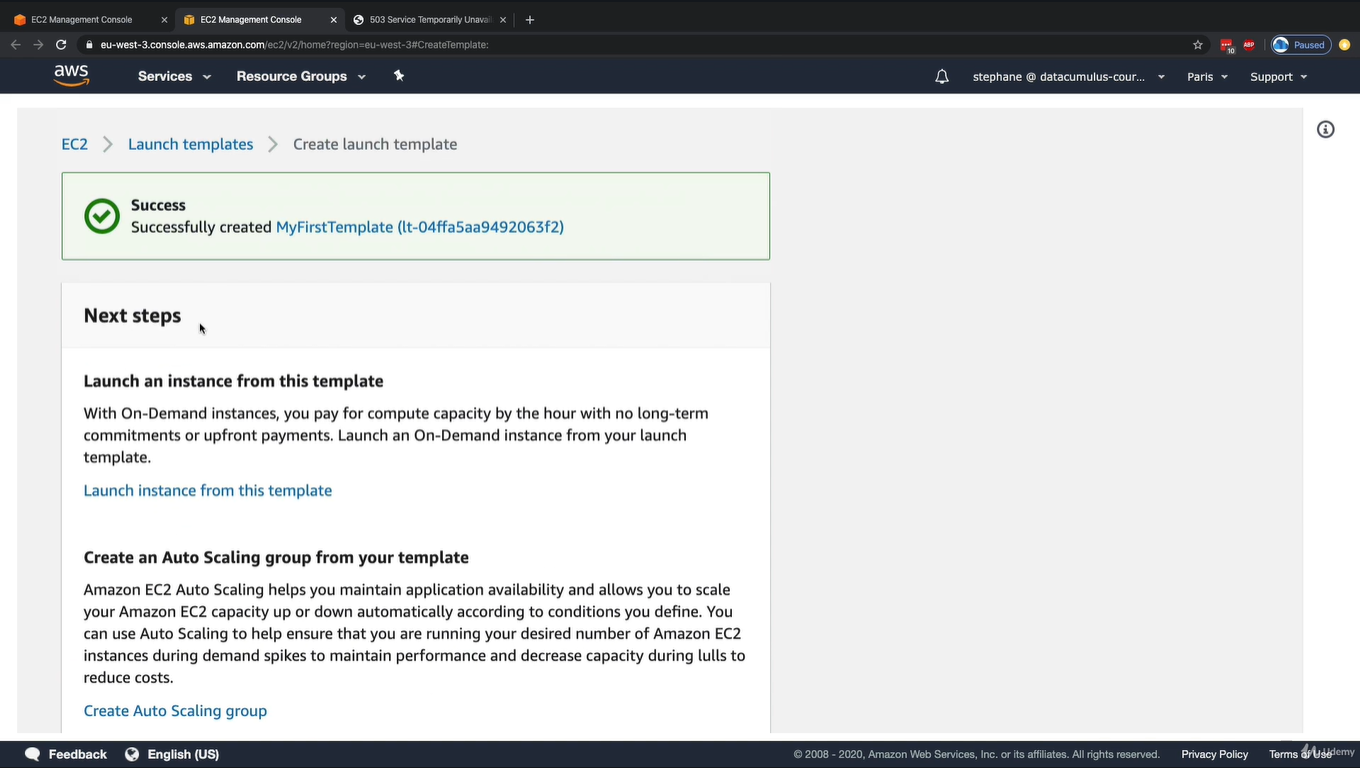 EC2 Management Console
EC2 Management Console
503 Service Temporarily Unavai
eu-west-3.console.aws.amazon.com/ec2/v2/home?region=eu-west-3#CreateTemplate:
10
ABP
Paused
aws
Services
Resource Groups
stephane @ datacumulus-cour...
Paris
Support
EC2
Launch templates
Create launch template
Success
Successfully created MyFirstTemplate (lt-04ffa5aa9492063f2)
Next steps
Launch an instance from this template
With On-Demand instances, you pay for compute capacity by the hour with no long-term
commitments or upfront payments. Launch an On-Demand instance from your launch
template.
Launch instance from this template
Create an Auto Scaling group from your template
Amazon EC2 Auto Scaling helps you maintain application availability and allows you to scale
your Amazon EC2 capacity up or down automatically according to conditions you define. You
can use Auto Scaling to help ensure that you are running your desired number of Amazon EC2
instances during demand spikes to maintain performance and decrease capacity during lulls to
reduce costs.
Create Auto Scaling group
Feedback
English (US)
© 2008 - 2020, Amazon Web Services, Inc. or its affiliates. All rights reserved.
Privacy Policy
Terms of Use
Udemy